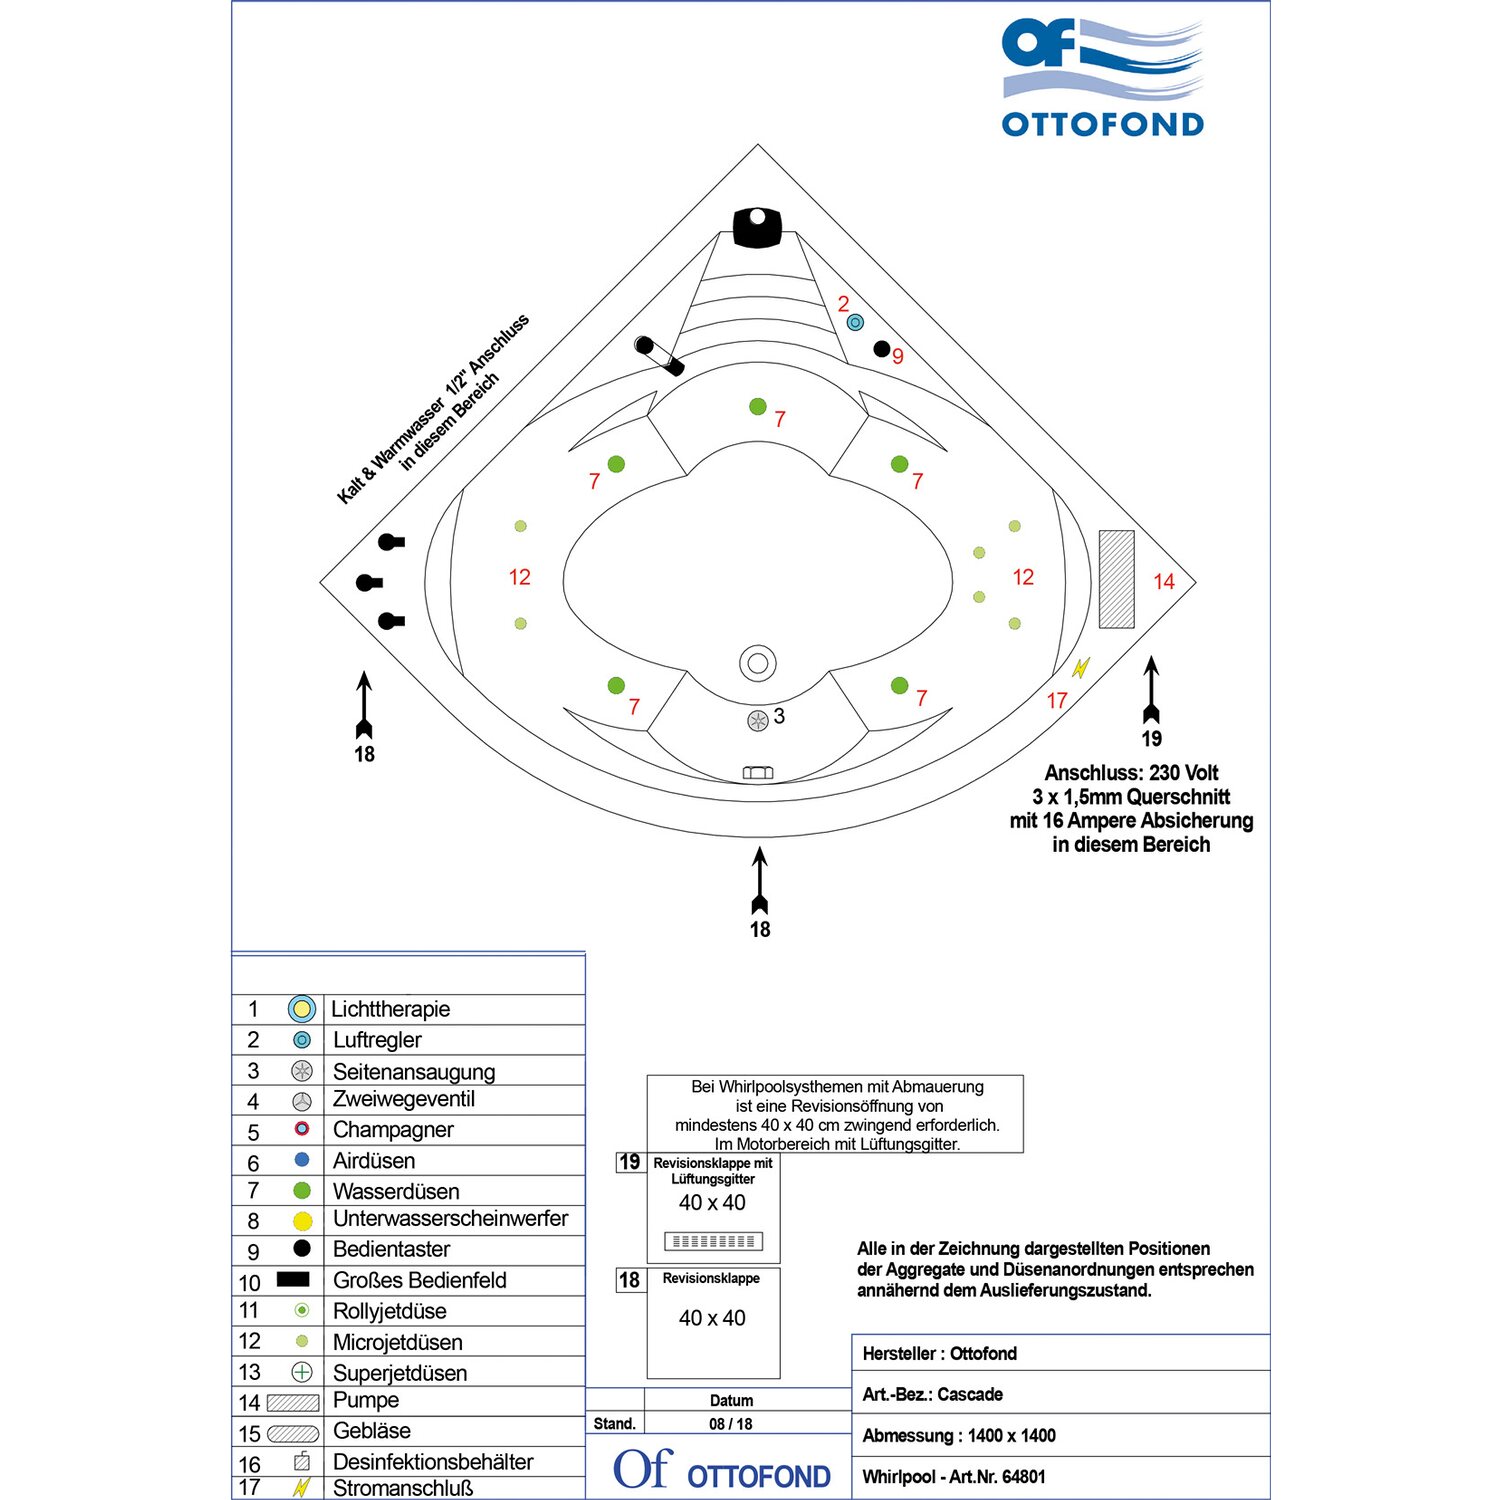 OF
OTTOFOND
Kalt & Warmwasser 1/2" Anschluss
in diesem Bereich
2
9
7
7
7
12
12
14
7
7
3
17
18
19
Anschluss: 230 Volt
3 x 1,5mm Querschnitt
mit 16 Ampere Absicherung
in diesem Bereich
18
1 Lichttherapie
2 Luftregler
3 Seitenansaugung
4 Zweiwegeventil
5 Champagner
6 Airdüsen
7 Wasserdüsen
8 Unterwasserscheinwerfer
9 Bedientaster
10 Großes Bedienfeld
11 Rollyjetdüse
12 Microjetdüsen
13 Superjetdüsen
14 Pumpe
15 Gebläse
16 Desinfektionsbehälter
17 Stromanschluß
Bei Whirlpoolsysthemen mit Abmauerung
ist eine Revisionsöffnung von
mindestens 40 x 40 cm zwingend erforderlich.
Im Motorbereich mit Lüftungsgitter.
19 Revisionsklappe mit
Lüftungsgitter
40 x 40
18 Revisionsklappe
40 x 40
Alle in der Zeichnung dargestellten Positionen
der Aggregate und Düsenanordnungen entsprechen
annähernd dem Auslieferungszustand.
Datum
Stand. 08 / 18
Of OTTOFOND
Hersteller : Ottofond
Art.-Bez.: Cascade
Abmessung : 1400 x 1400
Whirlpool - Art.Nr. 64801